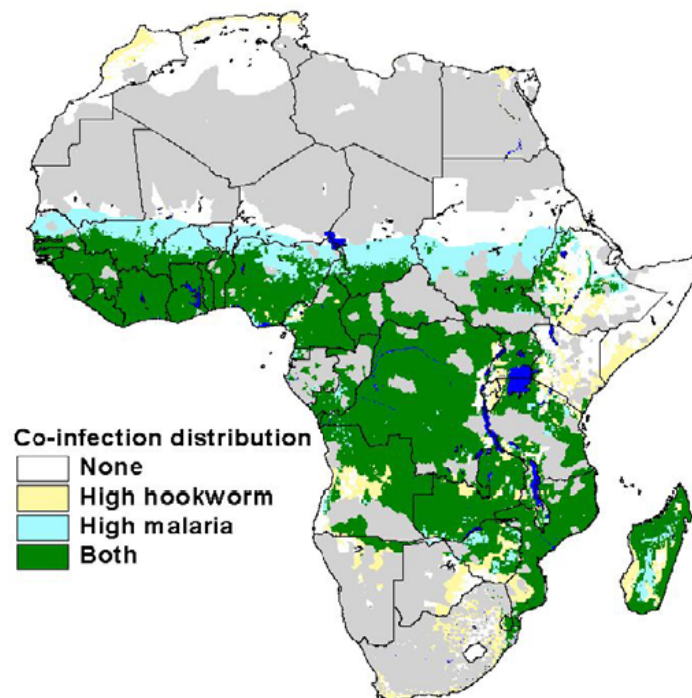 Co-infection distribution
None
High hookworm
High malaria
Both